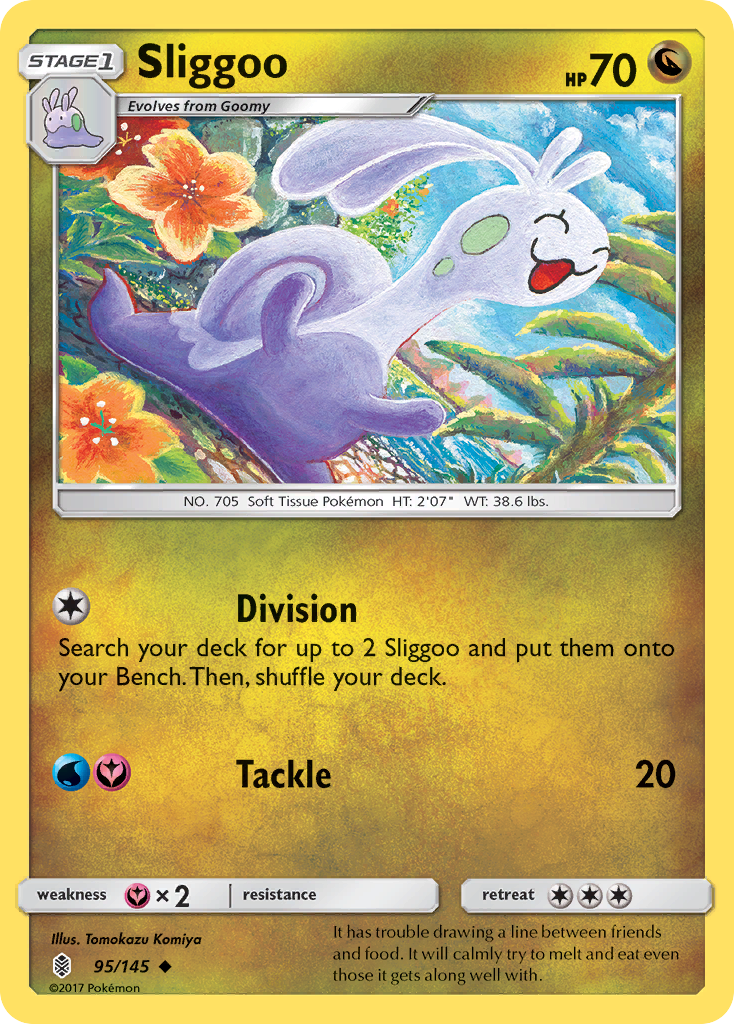 STAGE1
Sliggoo
HP70
Evolves from Goomy
NO. 705 Soft Tissue Pokémon HT: 2'07" WT: 38.6 lbs.
Division
Search your deck for up to 2 Sliggoo and put them onto
your Bench. Then, shuffle your deck.
Tackle 20
weakness ×2 resistance retreat
Illus. Tomokazu Komiya
95/145
©2017 Pokémon
It has trouble drawing a line between friends
and food. It will calmly try to melt and eat even
those it gets along well with.